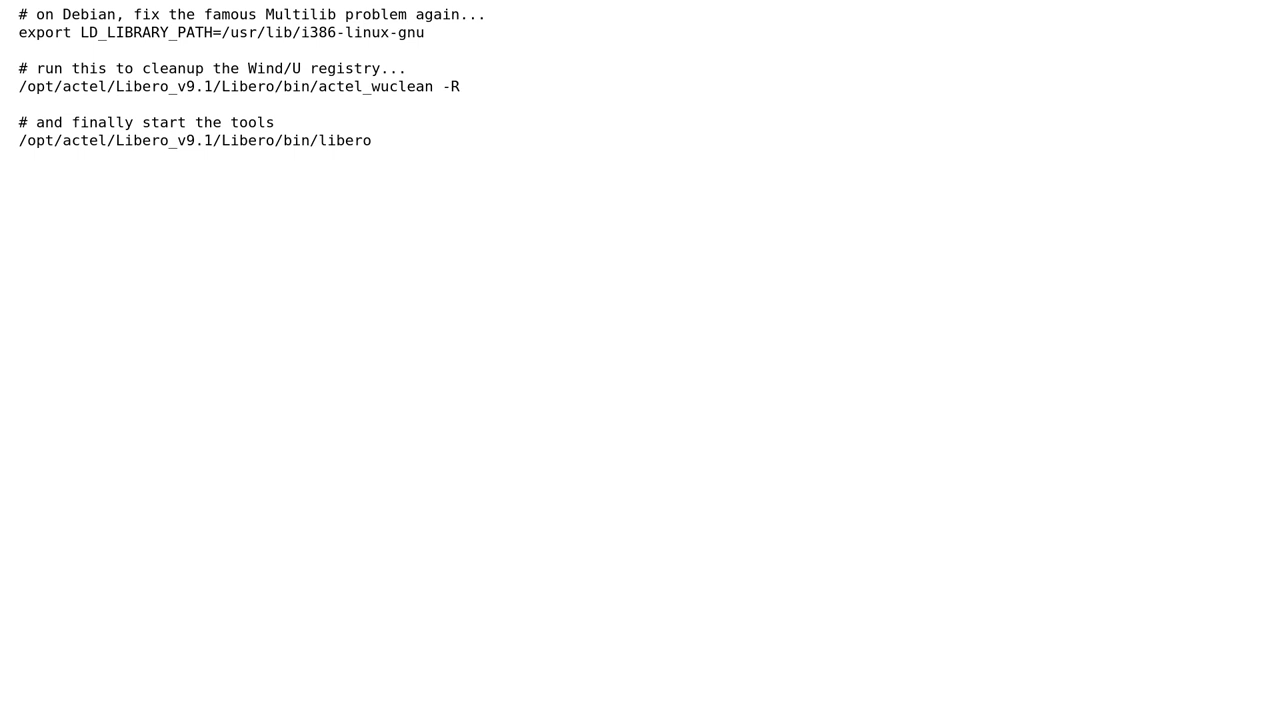 # on Debian, fix the famous Multilib problem again...
export LD_LIBRARY_PATH=/usr/lib/i386-linux-gnu

# run this to cleanup the Wind/U registry...
/opt/actel/Libero_v9.1/Libero/bin/actel_wuclean -R

# and finally start the tools
/opt/actel/Libero_v9.1/Libero/bin/libero